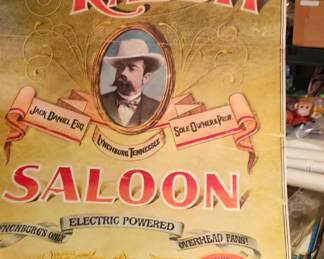 JACK DANIEL ESQ.
LYNCHBURG TENNESSEE
SOLE OWNER & PROP.
SALOON
ELECTRIC POWERED
LYNCHBURG'S ONLY
OVERHEAD FANS!